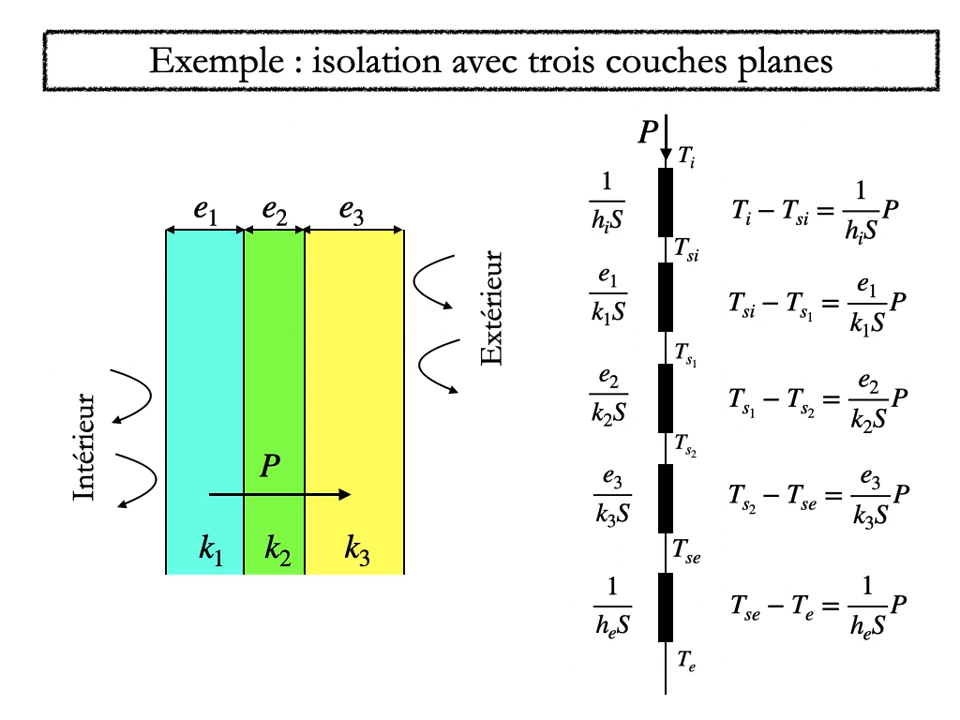 Exemple : isolation avec trois couches planes
e₁ e₂ e₃
Intérieur
Extérieur
P
k₁ k₂ k₃
P
Tᵢ
1/(hᵢS)
Tᵢ − Tₛᵢ = 1/(hᵢS) P
Tₛᵢ
e₁/(k₁S)
Tₛᵢ − Tₛ₁ = e₁/(k₁S) P
Tₛ₁
e₂/(k₂S)
Tₛ₁ − Tₛ₂ = e₂/(k₂S) P
Tₛ₂
e₃/(k₃S)
Tₛ₂ − Tₛₑ = e₃/(k₃S) P
Tₛₑ
1/(hₑS)
Tₛₑ − Tₑ = 1/(hₑS) P
Tₑ